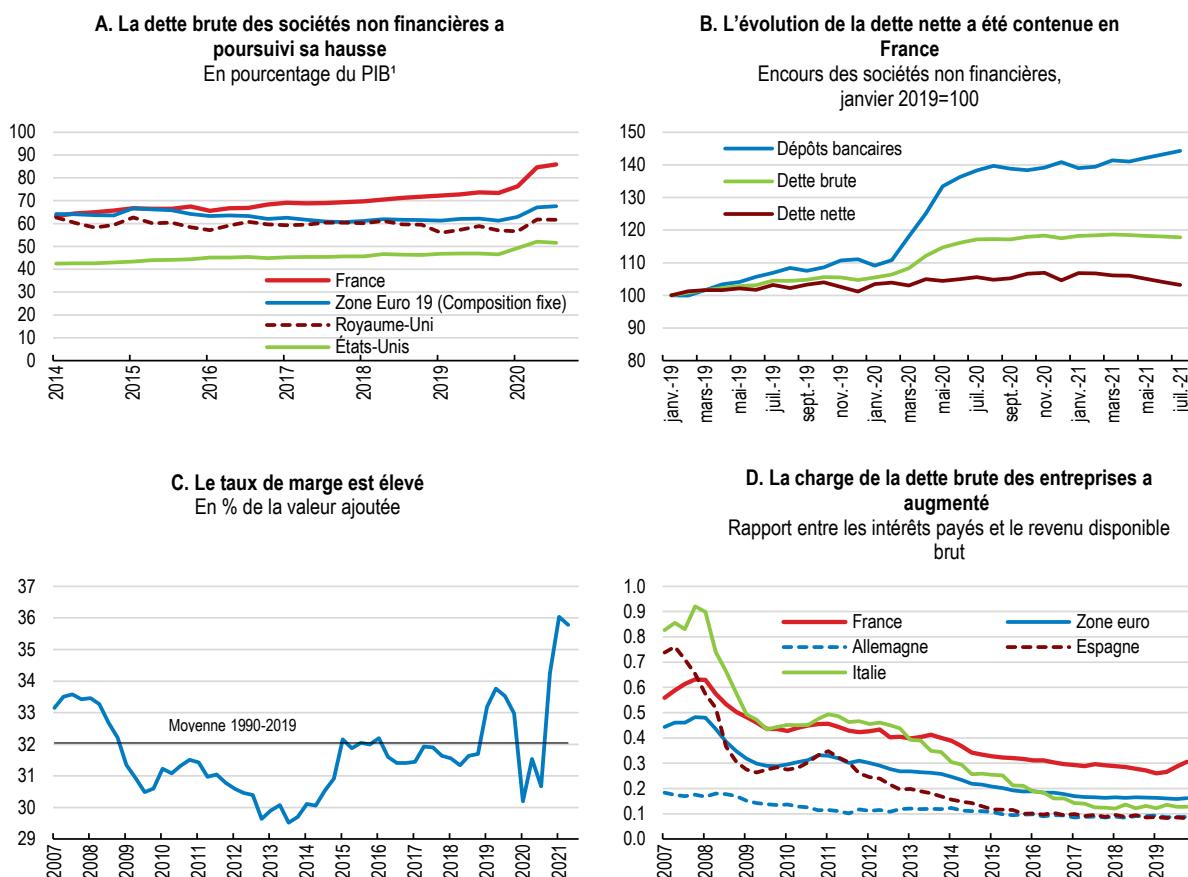 A. La dette brute des sociétés non financières a
poursuivi sa hausse
En pourcentage du PIB¹
100
90
80
70
60
50
40
30
20
10
0
France
Zone Euro 19 (Composition fixe)
Royaume-Uni
États-Unis
2014
2015
2016
2017
2018
2019
2020
B. L'évolution de la dette nette a été contenue en
France
Encours des sociétés non financières,
janvier 2019=100
150
140
130
120
110
100
90
80
Dépôts bancaires
Dette brute
Dette nette
janv.-19
mars-19
mai-19
juil.-19
sept.-19
nov.-19
janv.-20
mars-20
mai-20
juil.-20
sept.-20
nov.-20
janv.-21
mars-21
mai-21
juil.-21
C. Le taux de marge est élevé
En % de la valeur ajoutée
37
36
35
34
33
32
31
30
29
Moyenne 1990-2019
2007
2008
2009
2010
2011
2012
2013
2014
2015
2016
2017
2018
2019
2020
2021
D. La charge de la dette brute des entreprises a
augmenté
Rapport entre les intérêts payés et le revenu disponible
brut
1.0
0.9
0.8
0.7
0.6
0.5
0.4
0.3
0.2
0.1
0.0
France
Zone euro
Allemagne
Espagne
Italie
2007
2008
2009
2010
2011
2012
2013
2014
2015
2016
2017
2018
2019